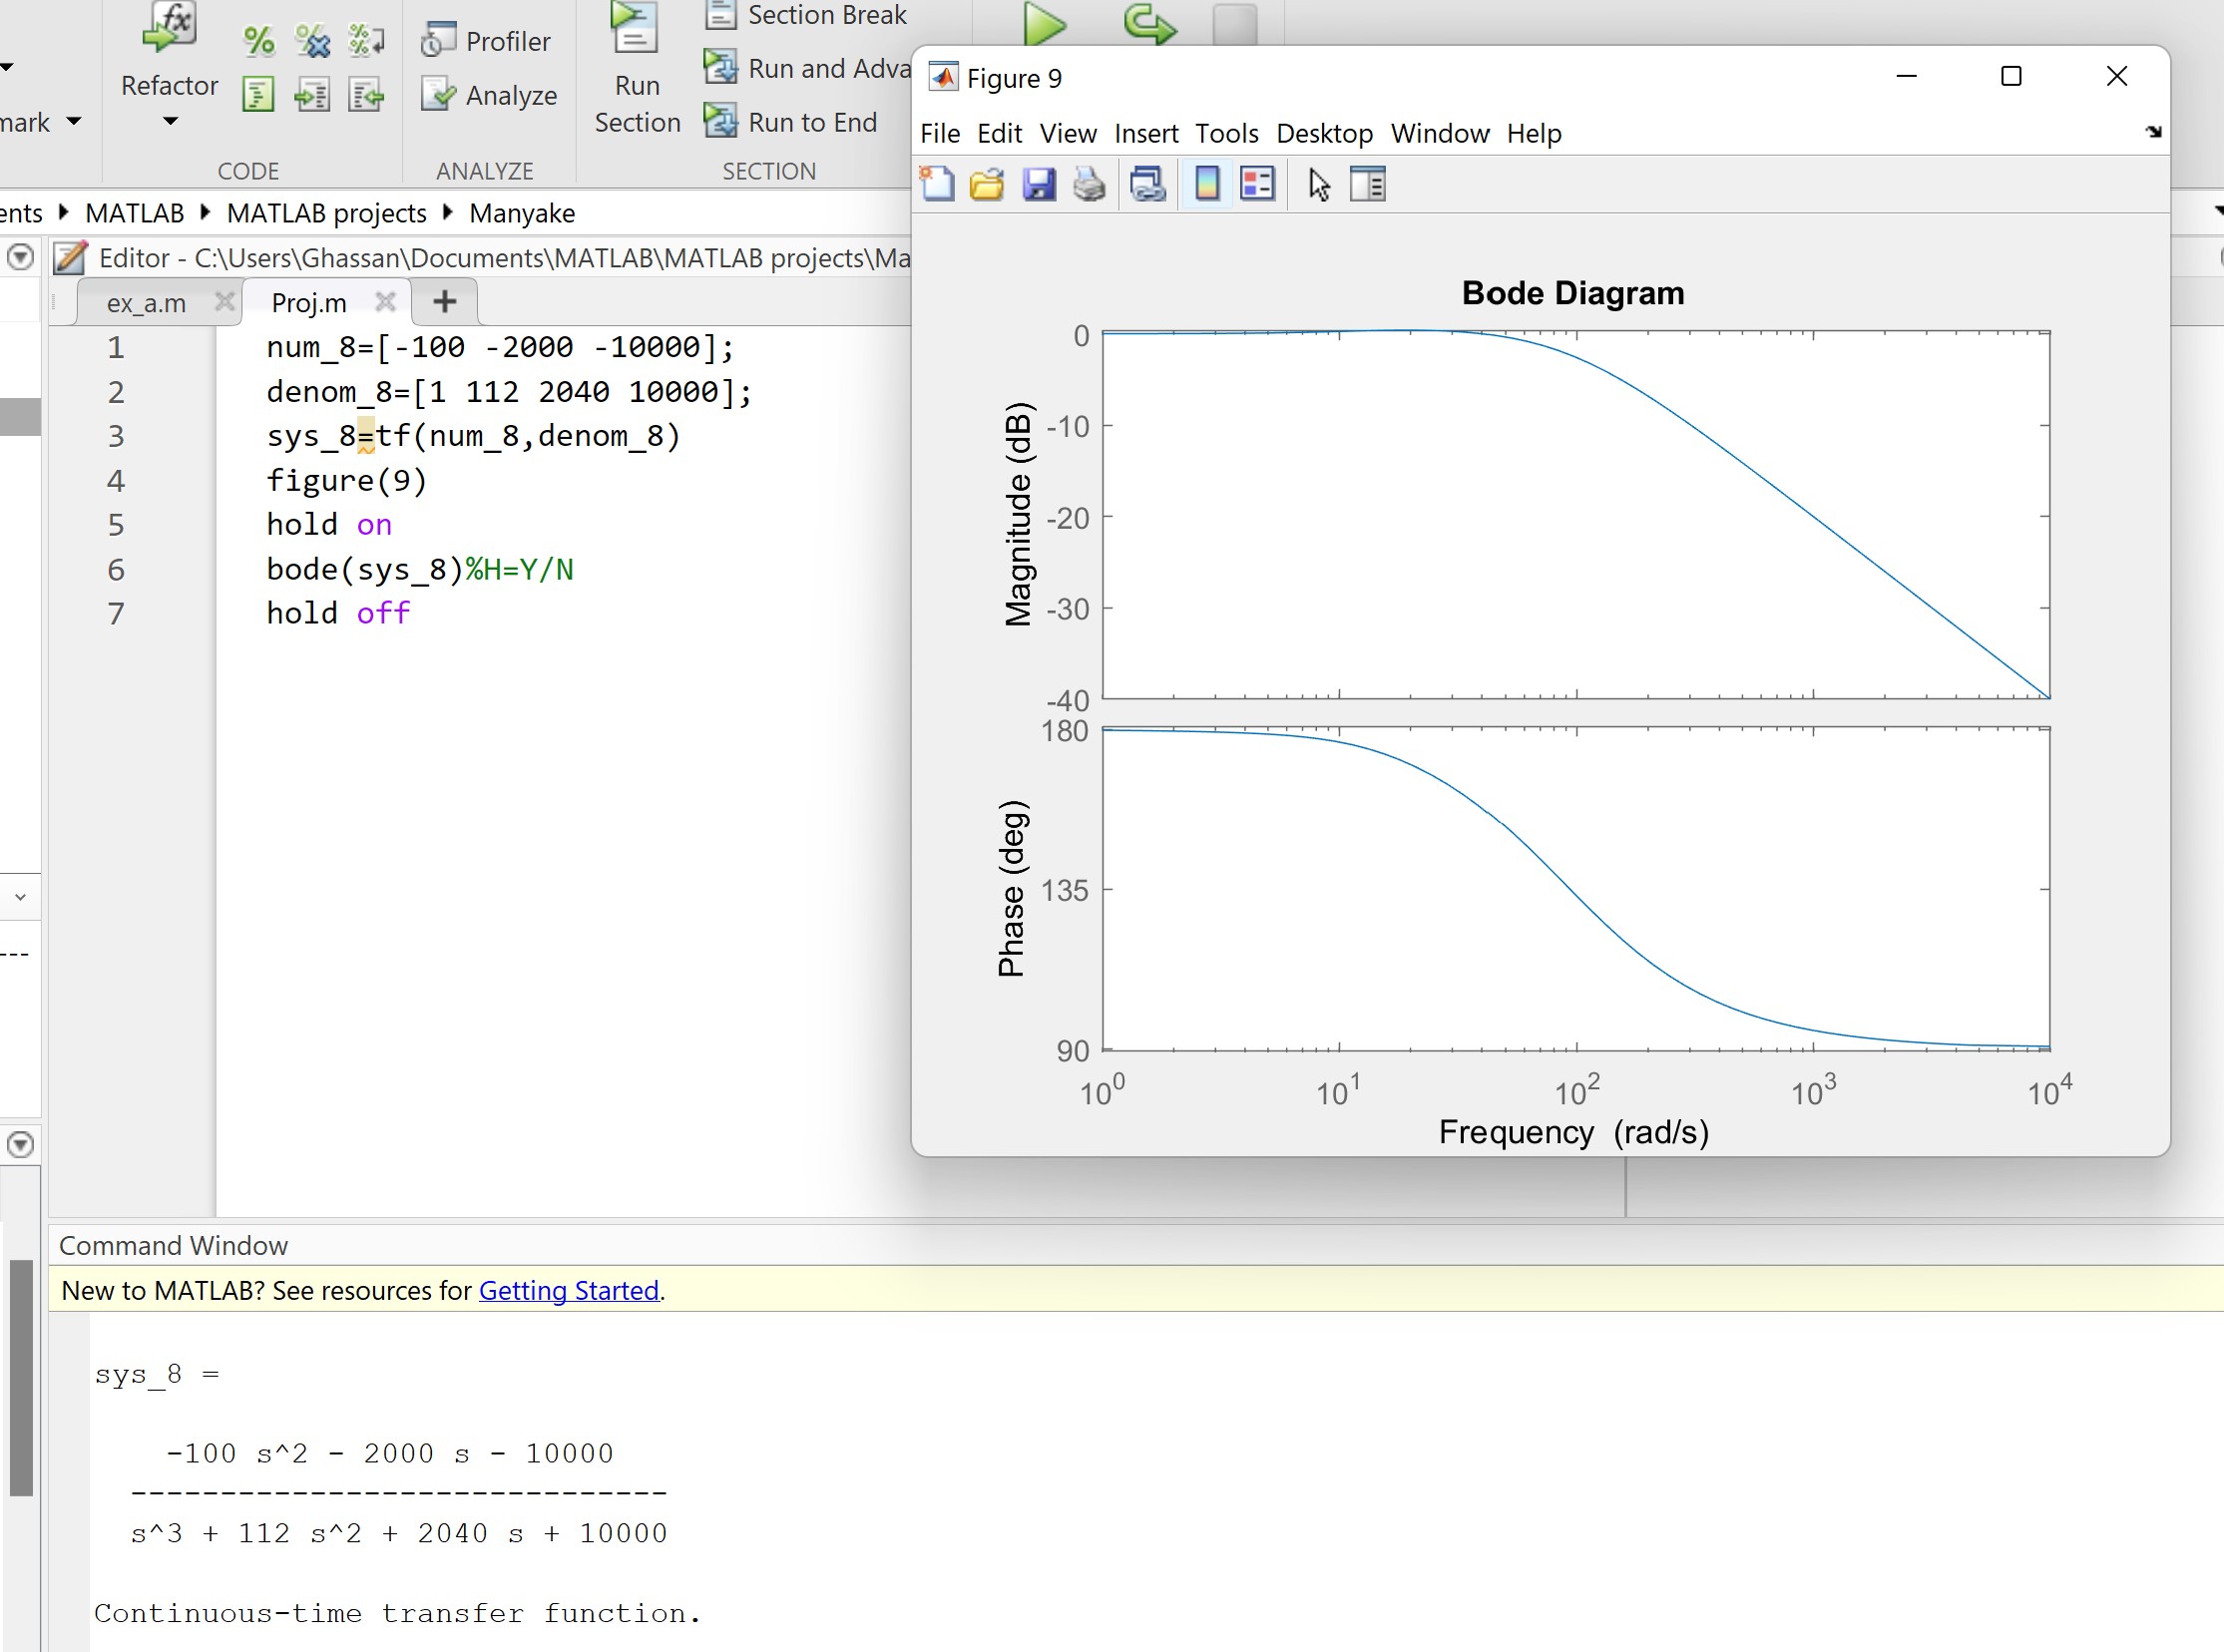 Refactor
mark
CODE
Profiler
Analyze
ANALYZE
Run
Section
Section Break
Run and Adva
Run to End
SECTION
ents MATLAB MATLAB projects Manyake
Editor - C:\Users\Ghassan\Documents\MATLAB\MATLAB projects\Ma
ex_a.m
Proj.m
+
1 num_8=[-100 -2000 -10000];
2 denom_8=[1 112 2040 10000];
3 sys_8=tf(num_8,denom_8)
4 figure(9)
5 hold on
6 bode(sys_8)%H=Y/N
7 hold off
Figure 9
File Edit View Insert Tools Desktop Window Help
Bode Diagram
Magnitude (dB)
0
-10
-20
-30
-40
Phase (deg)
180
135
90
10^0 10^1 10^2 10^3 10^4
Frequency (rad/s)
Command Window
New to MATLAB? See resources for Getting Started.
sys_8 =
-100 s^2 - 2000 s - 10000
------------------------------
s^3 + 112 s^2 + 2040 s + 10000
Continuous-time transfer function.